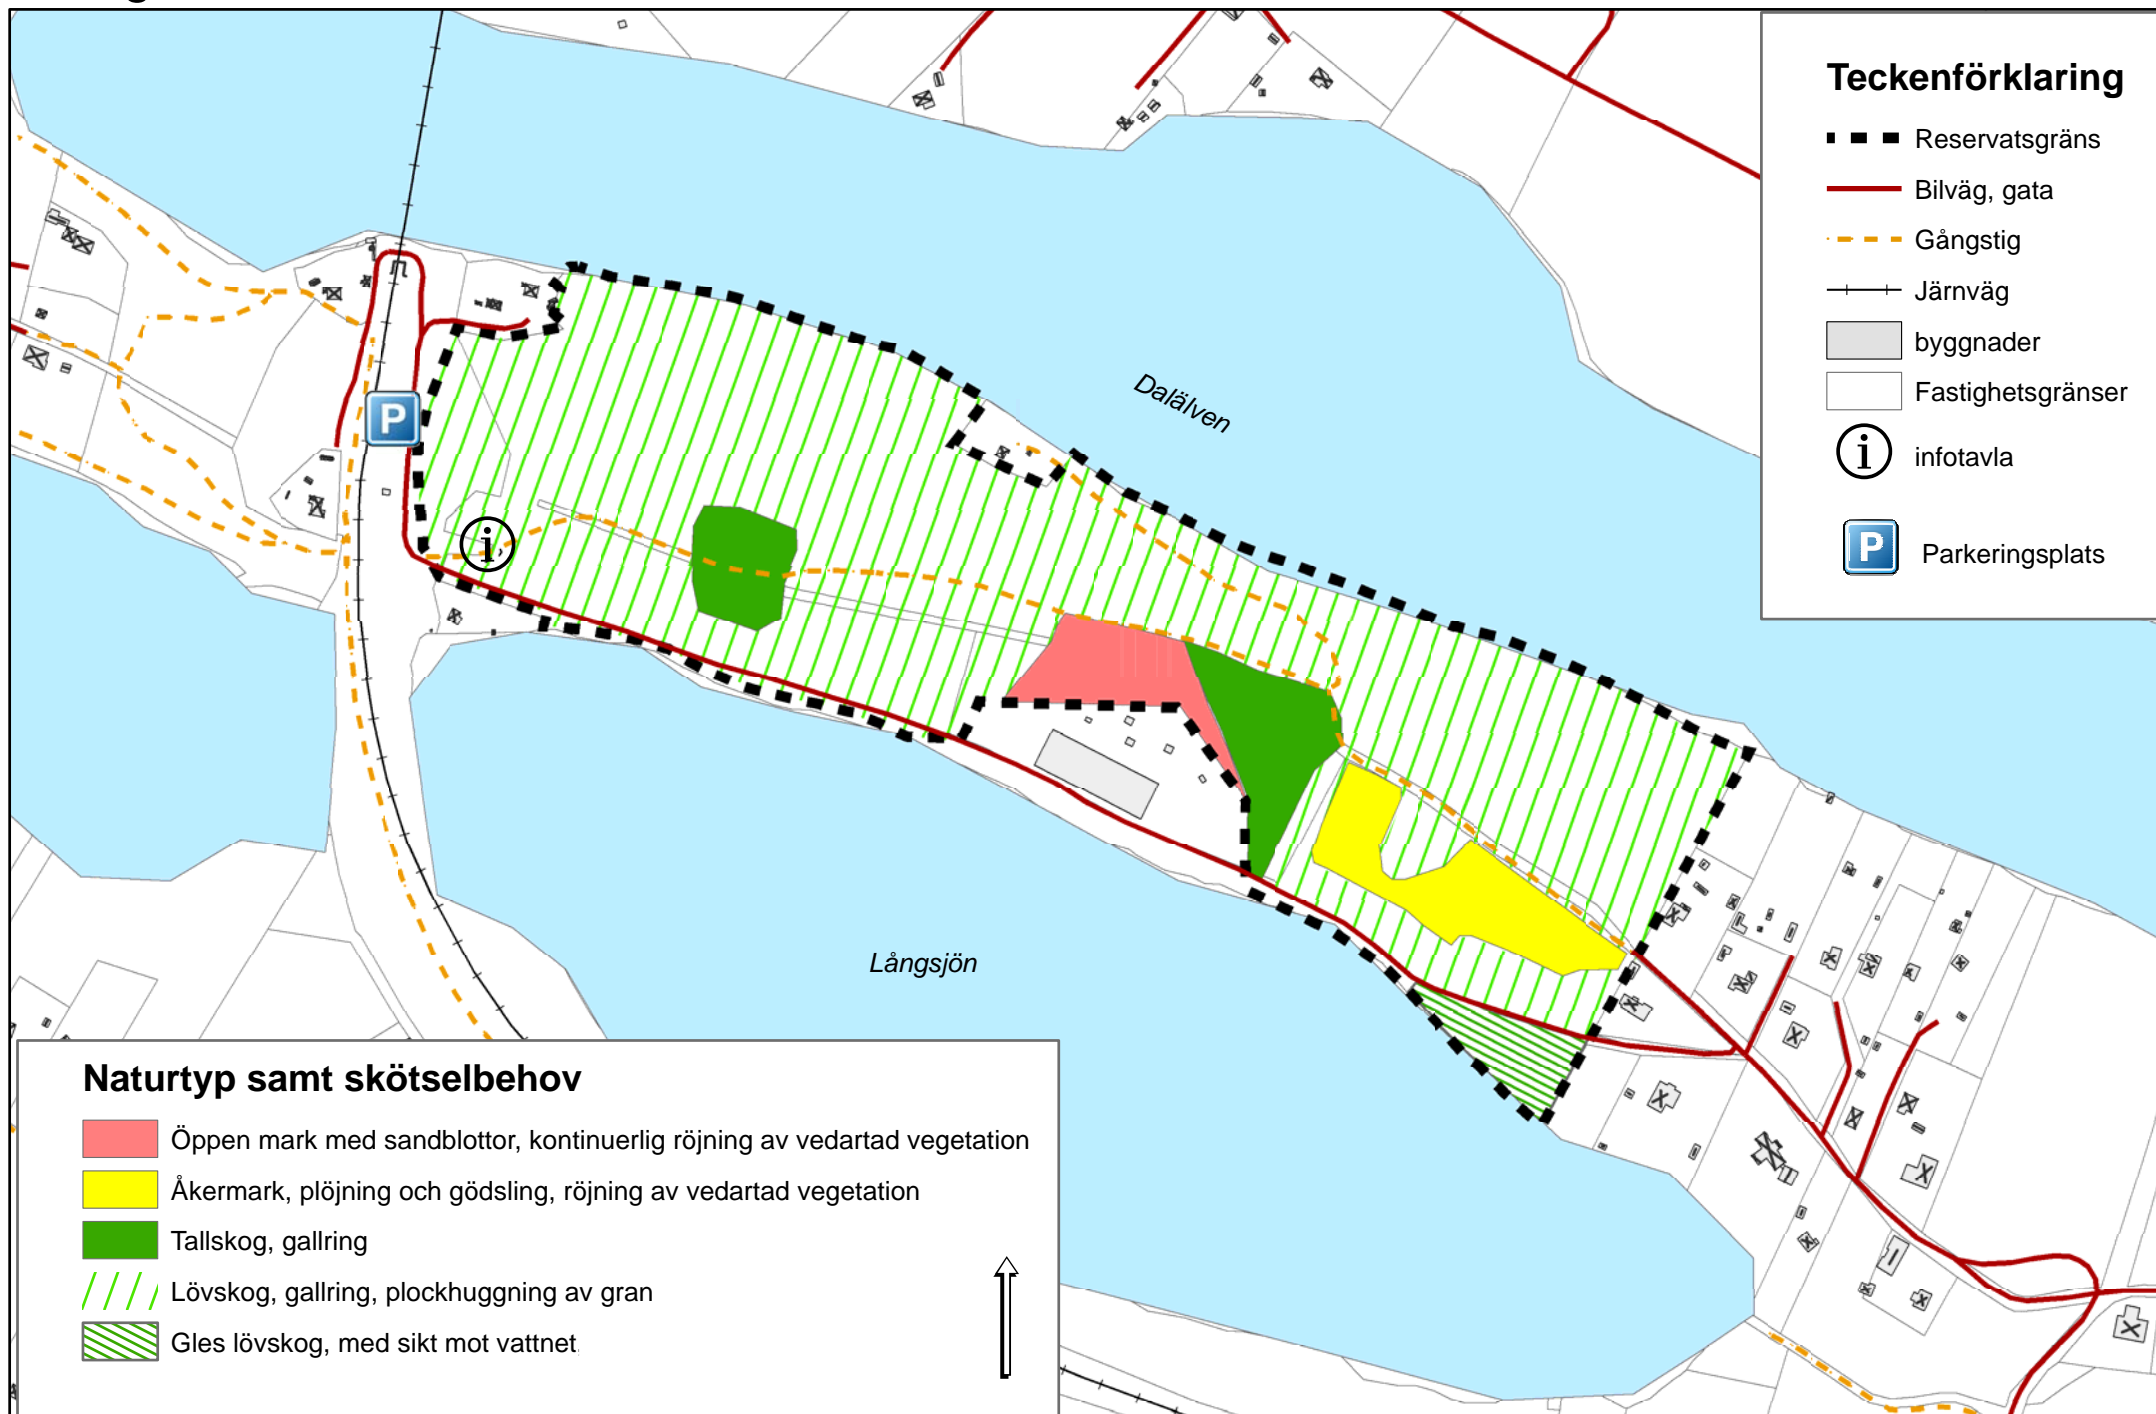 Teckenförklaring
Reservatsgräns
Bilväg, gata
Gångstig
Järnväg
byggnader
Fastighetsgränser
i infotavla
P Parkeringsplats
P
i
Dalälven
Långsjön
Naturtyp samt skötselbehov
Öppen mark med sandblottor, kontinuerlig röjning av vedartad vegetation
Åkermark, plöjning och gödsling, röjning av vedartad vegetation
Tallskog, gallring
Lövskog, gallring, plockhuggning av gran
Gles lövskog, med sikt mot vattnet